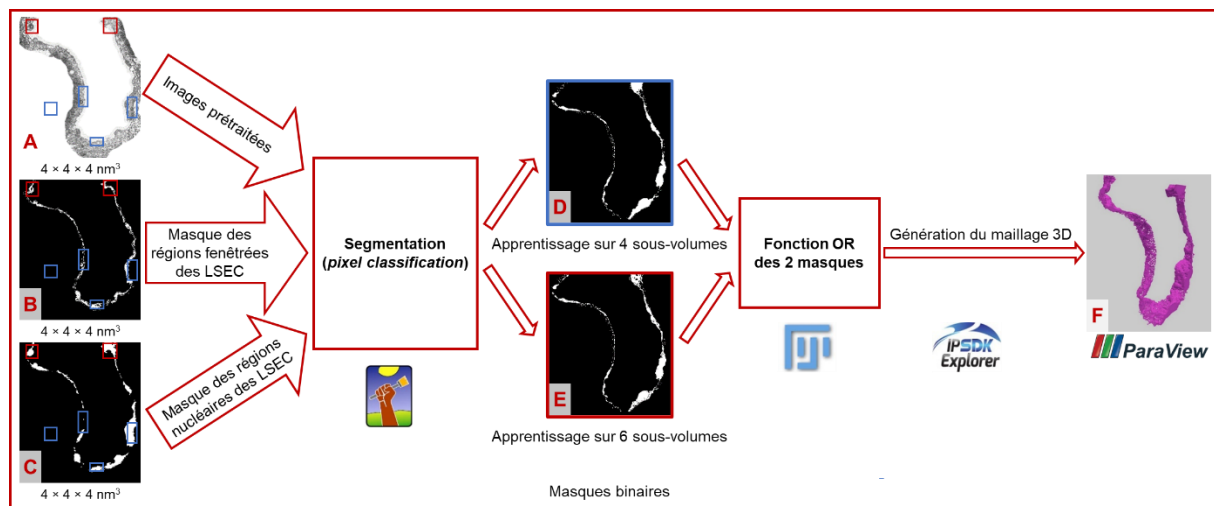 A
4 × 4 × 4 nm³
B
4 × 4 × 4 nm³
C
4 × 4 × 4 nm³
Images prétraitées
Masque des
régions fenêtrées
des LSEC
Masque des régions
nucléaires des LSEC
Segmentation
(pixel classification)
D
Apprentissage sur 4 sous-volumes
E
Apprentissage sur 6 sous-volumes
Masques binaires
Fonction OR
des 2 masques
Génération du maillage 3D
IPSDK
Explorer
F
ParaView